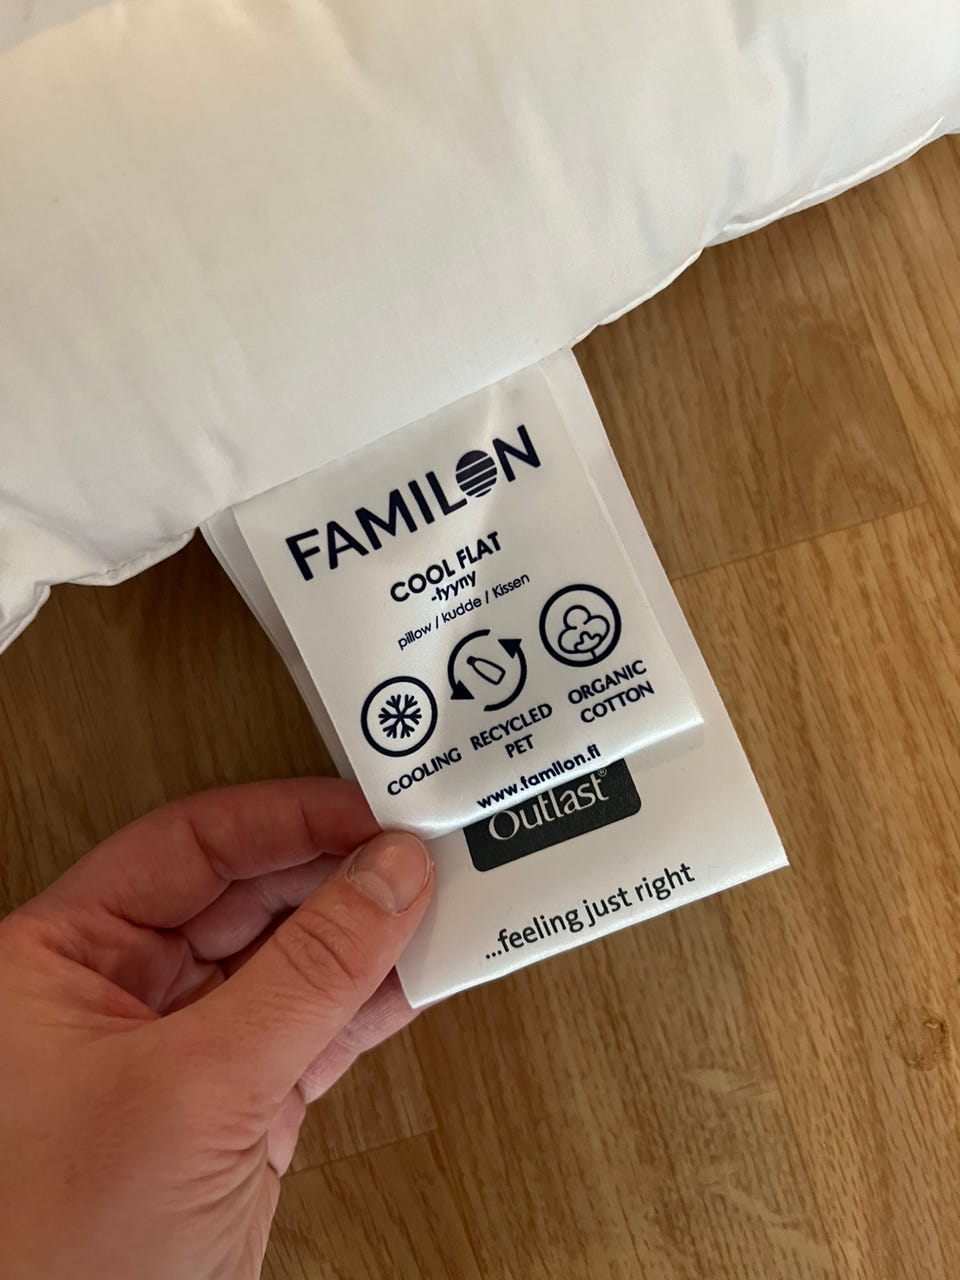 FAMILON
COOL FLAT
-tyyny
pillow / kudde / Kissen
COOLING
RECYCLED
PET
ORGANIC
COTTON
www.familon.fi
Outlast®
...feeling just right